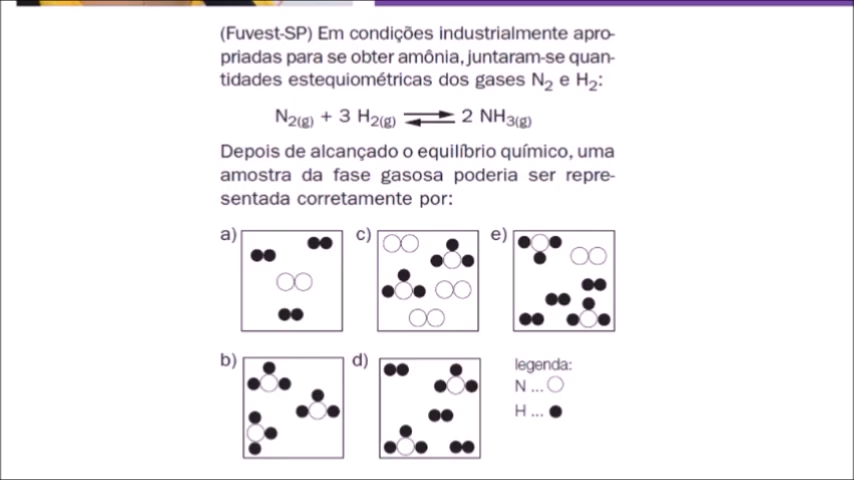 (Fuvest-SP) Em condições industrialmente apro-
priadas para se obter amônia, juntaram-se quan-
tidades estequiométricas dos gases N₂ e H₂:
N₂(g) + 3 H₂(g) ⇌ 2 NH₃(g)
Depois de alcançado o equilíbrio químico, uma
amostra da fase gasosa poderia ser repre-
sentada corretamente por:
a) c) e)
b) d)
legenda:
N ... ○
H ... ●